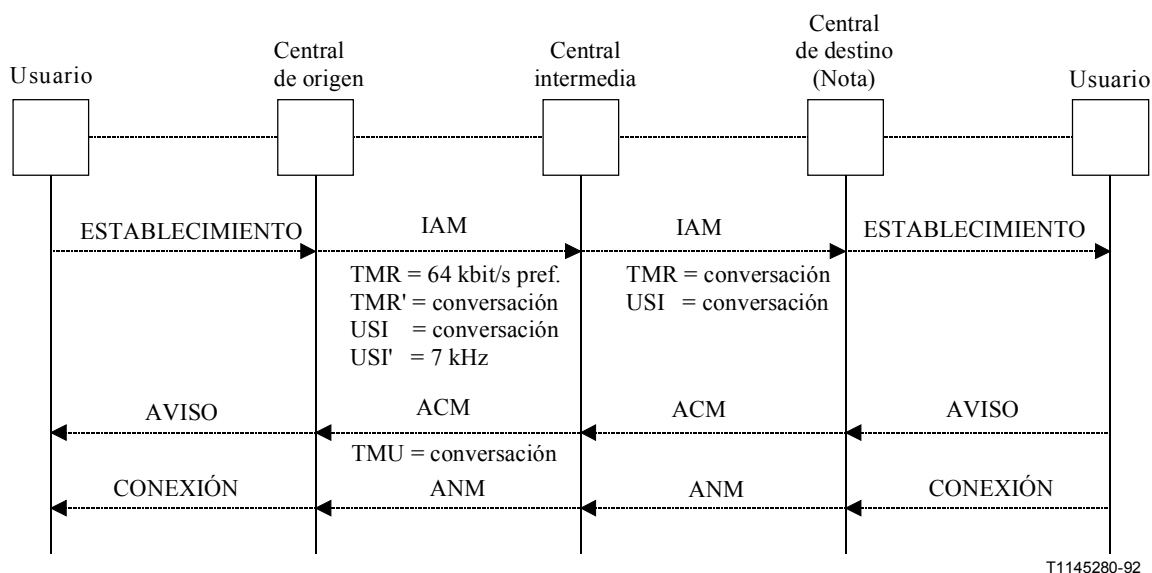 Usuario
Central
de origen
Central
intermedia
Central
de destino
(Nota)
Usuario
ESTABLECIMIENTO
IAM
IAM
ESTABLECIMIENTO
TMR = 64 kbit/s pref.
TMR' = conversación
USI = conversación
USI' = 7 kHz
TMR = conversación
USI = conversación
AVISO
ACM
ACM
AVISO
TMU = conversación
CONEXIÓN
ANM
ANM
CONEXIÓN
T1145280-92